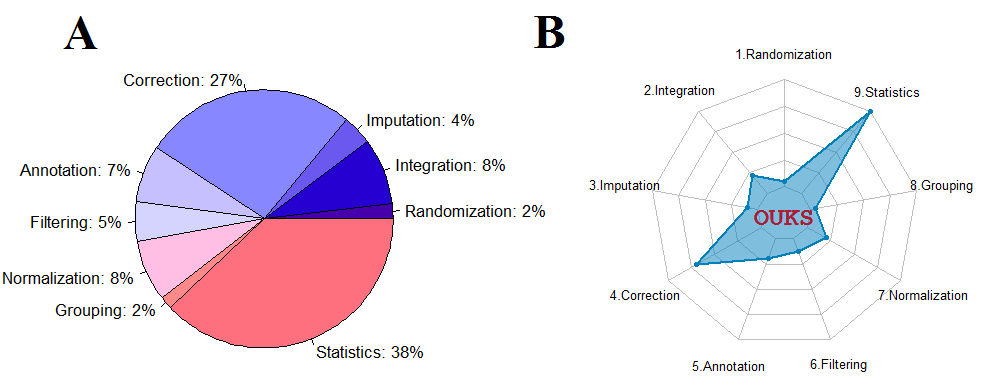 A
Correction: 27%
Imputation: 4%
Integration: 8%
Annotation: 7%
Randomization: 2%
Filtering: 5%
Normalization: 8%
Grouping: 2%
Statistics: 38%
B
1.Randomization
2.Integration
9.Statistics
3.Imputation
8.Grouping
OUKS
4.Correction
7.Normalization
5.Annotation
6.Filtering